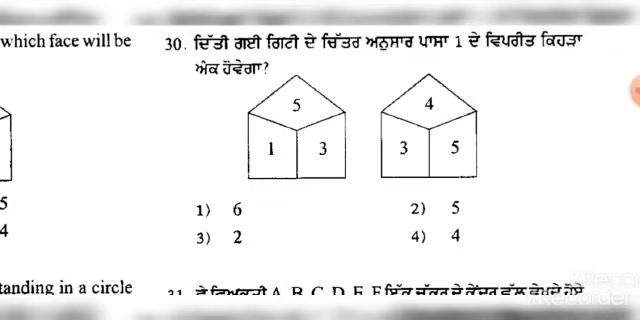 which face will be
30. ਦਿੱਤੀ ਗਈ ਗਿਟੀ ਦੇ ਚਿੱਤਰ ਅਨੁਸਾਰ ਪਾਸਾ 1 ਦੇ ਵਿਪਰੀਤ ਕਿਹੜਾ
ਅੰਕ ਹੋਵੇਗਾ?
5 4
1 3 3 5
5
4
1) 6 2) 5
3) 2 4) 4
tanding in a circle
XRecorder